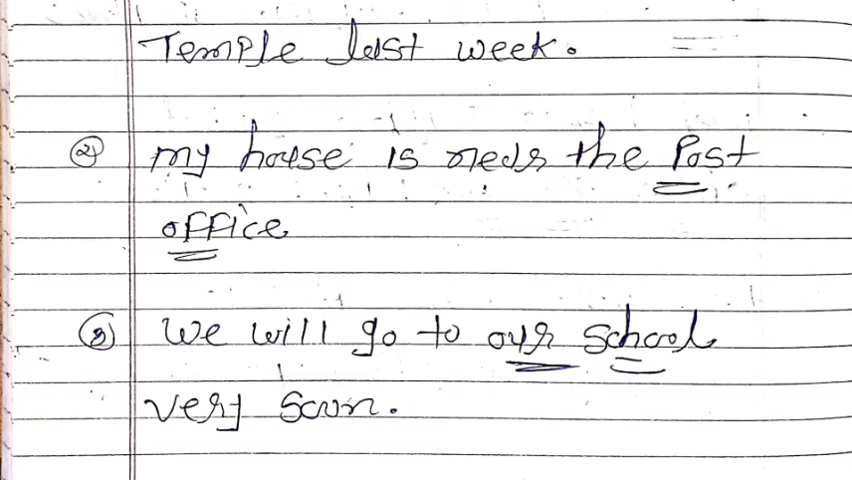 Temple last week.
② my house is near the Post
office
③ we will go to our school
very soon.